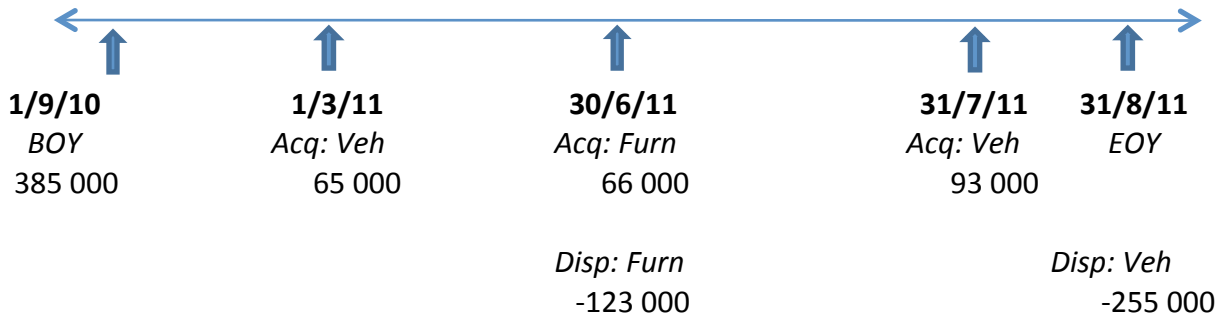 1/9/10 1/3/11 30/6/11 31/7/11 31/8/11
BOY Acq: Veh Acq: Furn Acq: Veh EOY
385 000 65 000 66 000 93 000
Disp: Furn Disp: Veh
-123 000 -255 000